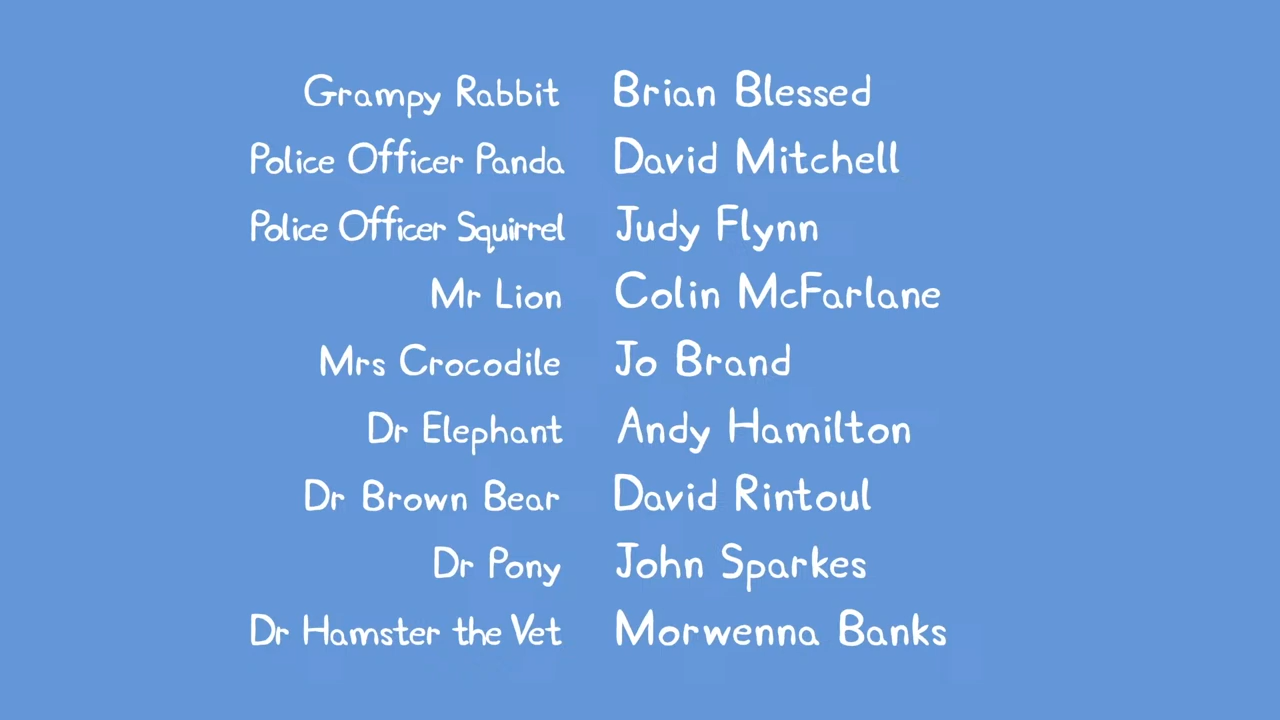 Grampy Rabbit Brian Blessed
Police Officer Panda David Mitchell
Police Officer Squirrel Judy Flynn
Mr Lion Colin McFarlane
Mrs Crocodile Jo Brand
Dr Elephant Andy Hamilton
Dr Brown Bear David Rintoul
Dr Pony John Sparkes
Dr Hamster the Vet Morwenna Banks